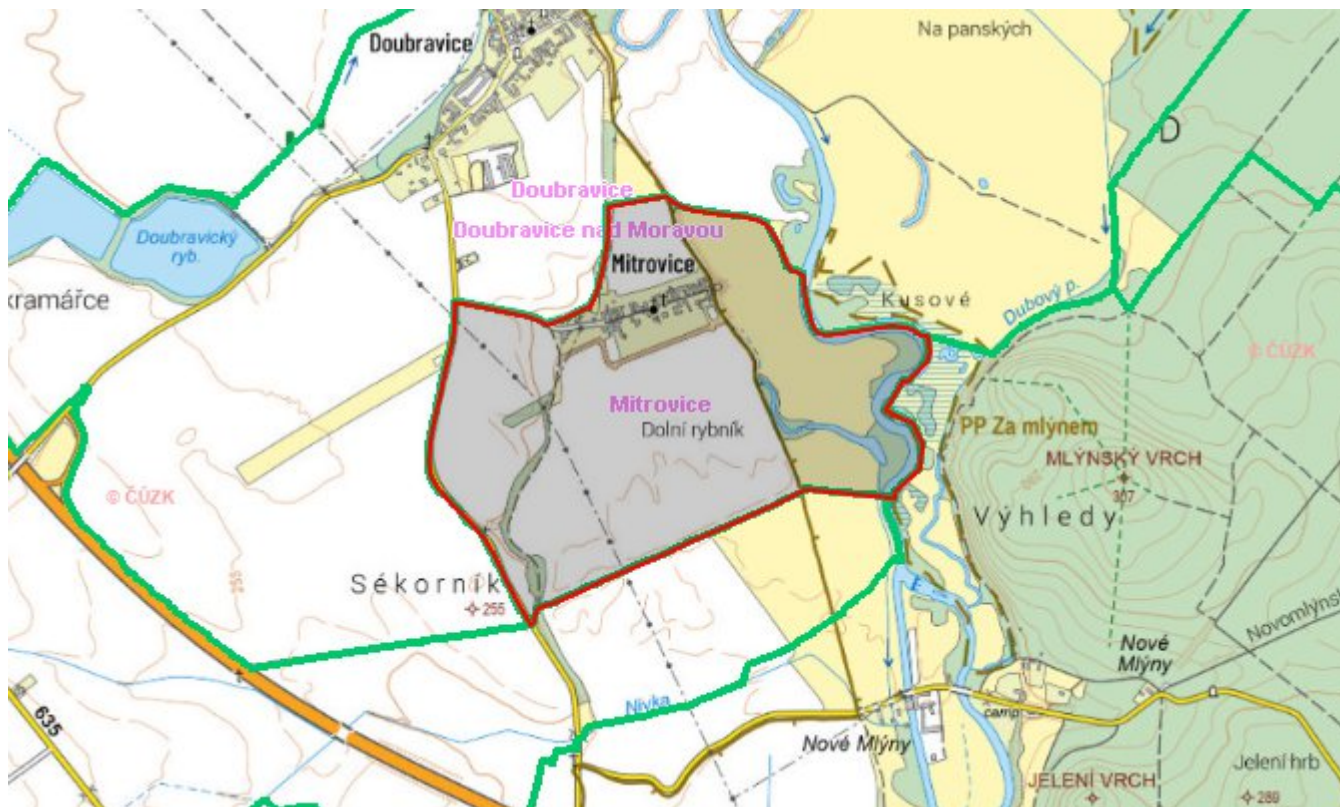 Doubravice
Na panských
D
Doubravice
Doubravice nad Moravou
Doubravický
ryb.
Mitrovice
kramářce
Kusové
Dubový p.
© ČÚZK
Mitrovice
Dolní rybník
PP Za mlýnem
MLÝNSKÝ VRCH
307
© ČÚZK
Výhledy
255
Sékorník
255
Novomlýnsk
Nové
Mlýny
635
Nivka
camp
Nové Mlýny
JELENÍ VRCH
Jelení hrb
289